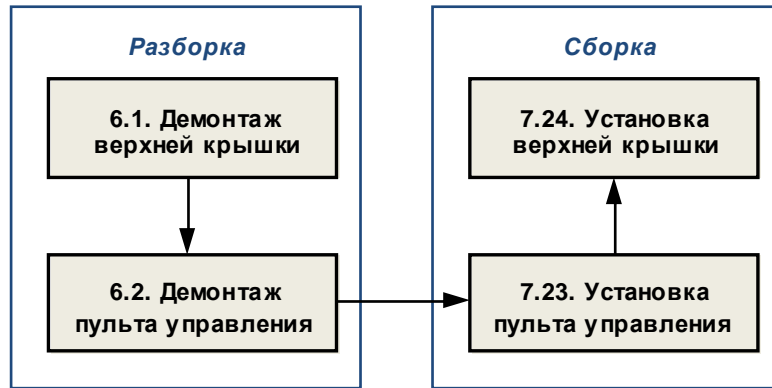 Разборка
6.1. Демонтаж
верхней крышки
6.2. Демонтаж
пульта управления
Сборка
7.24. Установка
верхней крышки
7.23. Установка
пульта управления